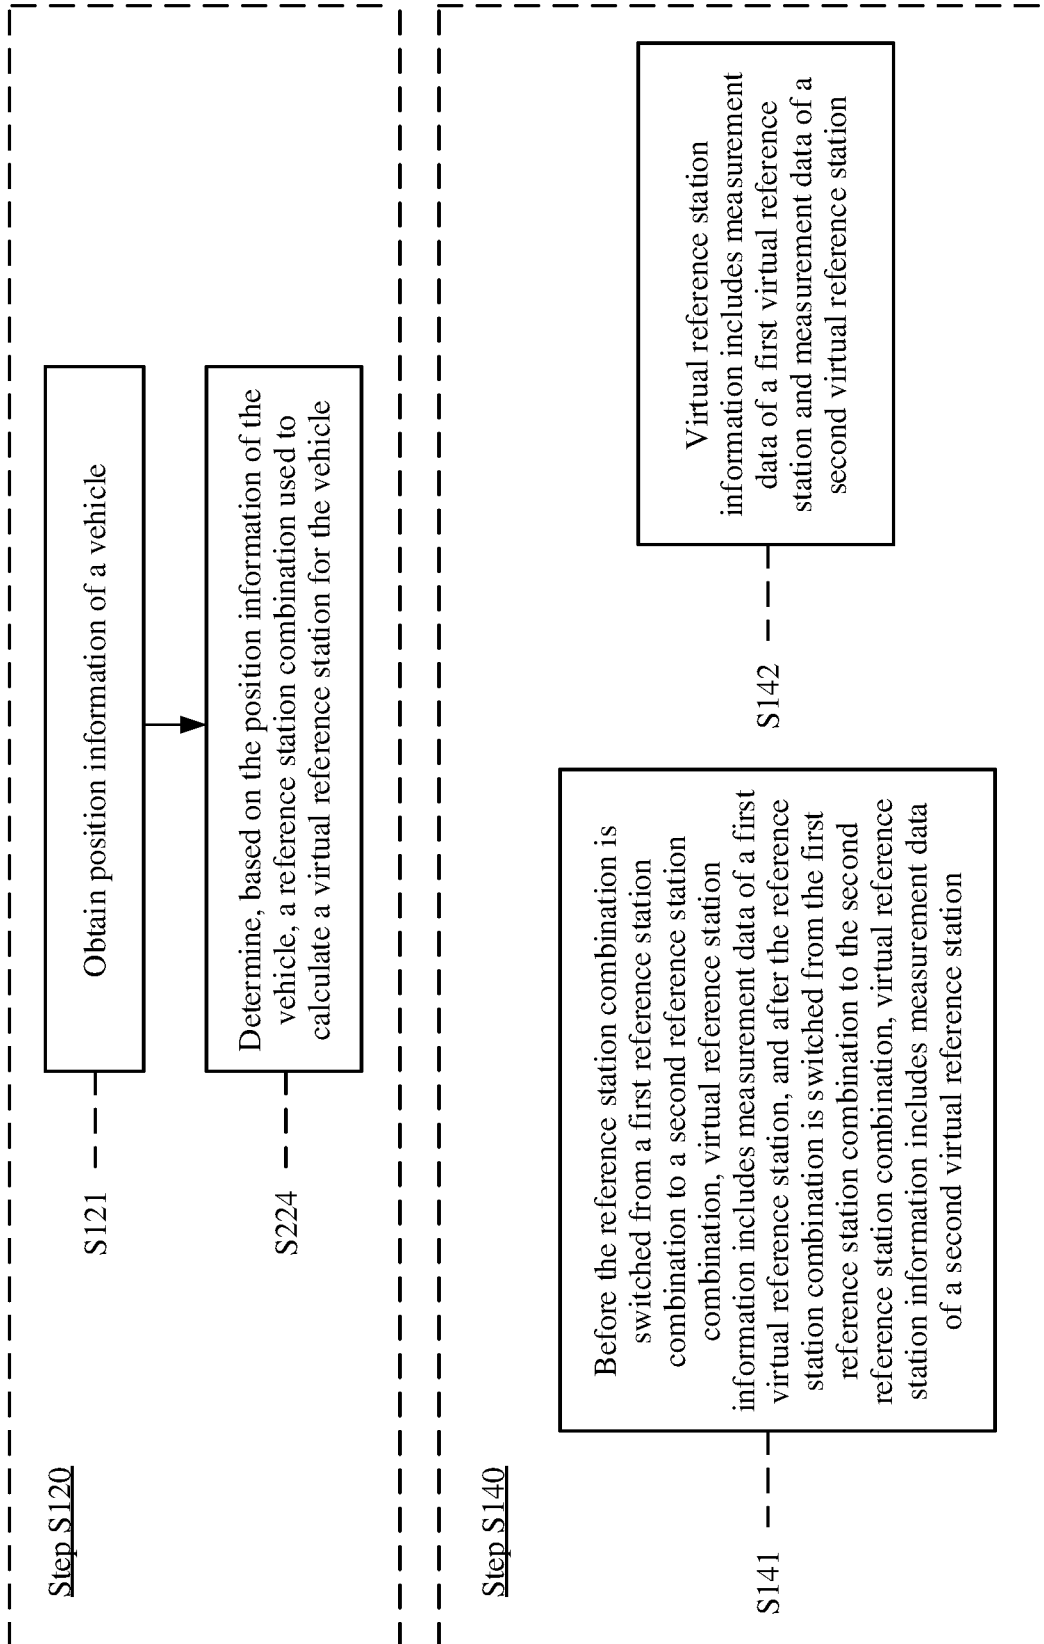 Step S120
S121
Obtain position information of a vehicle
S224
Determine, based on the position information of the
vehicle, a reference station combination used to
calculate a virtual reference station for the vehicle
Step S140
S141
Before the reference station combination is
switched from a first reference station
combination to a second reference station
combination, virtual reference station
information includes measurement data of a first
virtual reference station, and after the reference
station combination is switched from the first
reference station combination to the second
reference station combination, virtual reference
station information includes measurement data
of a second virtual reference station
S142
Virtual reference station
information includes measurement
data of a first virtual reference
station and measurement data of a
second virtual reference station